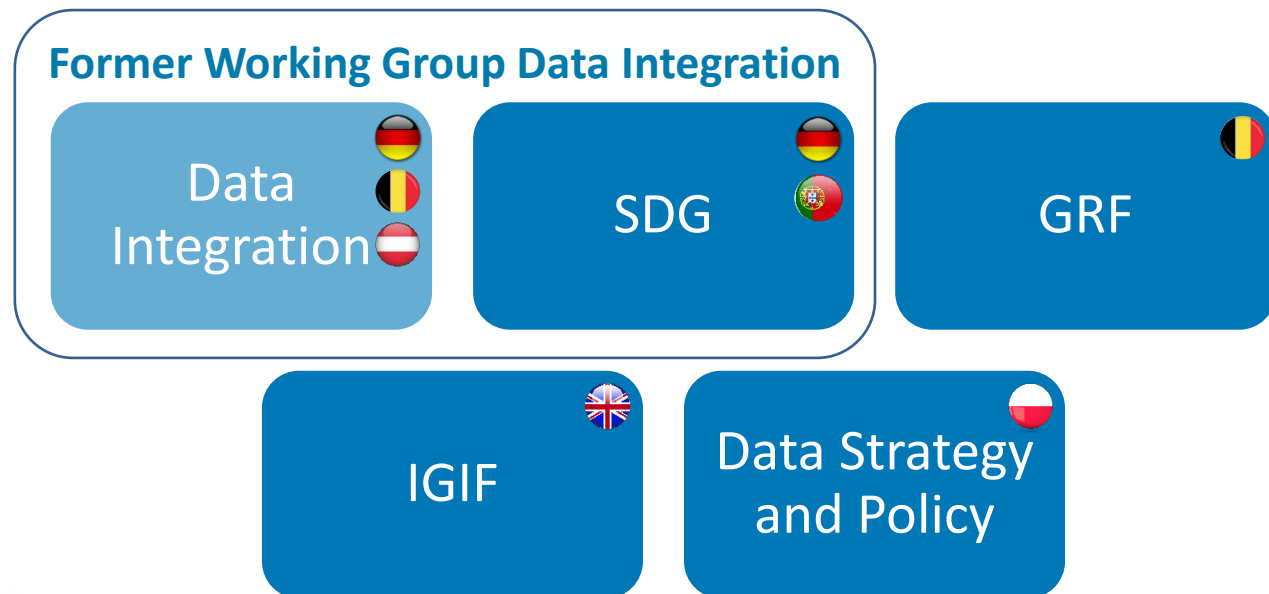 Former Working Group Data Integration
Data
Integration
SDG
GRF
IGIF
Data Strategy
and Policy